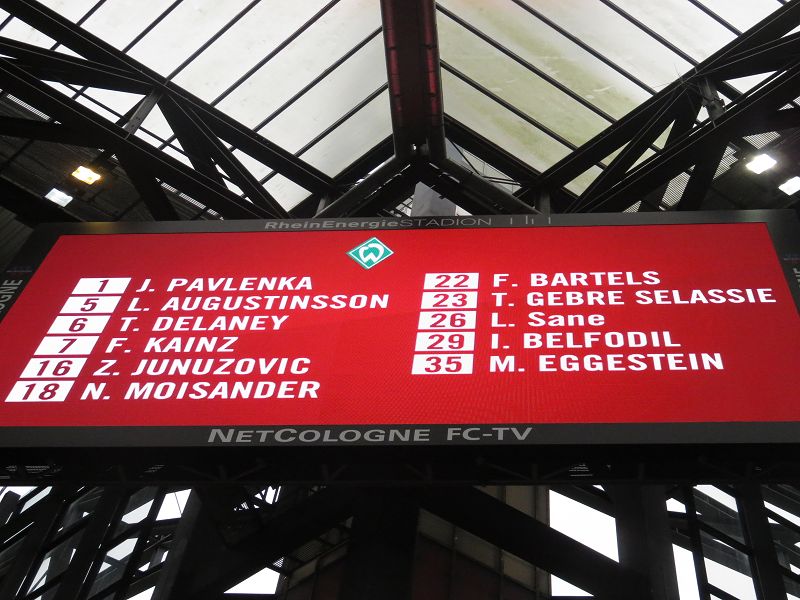 RheinEnergieSTADION
1 J. PAVLENKA
5 L. AUGUSTINSSON
6 T. DELANEY
7 F. KAINZ
16 Z. JUNUZOVIC
18 N. MOISANDER
22 F. BARTELS
23 T. GEBRE SELASSIE
26 L. Sane
29 I. BELFODIL
35 M. EGGESTEIN
NETCOLOGNE FC-TV